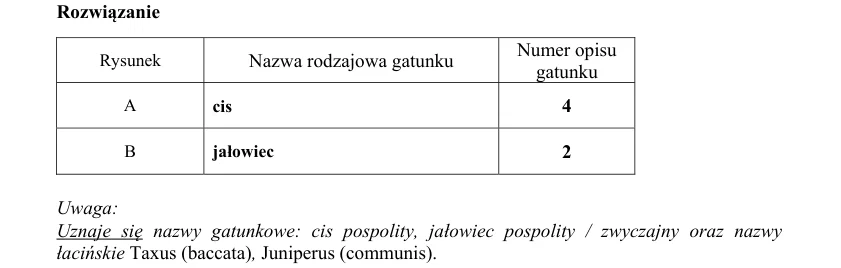 Rozwiązanie
Rysunek Nazwa rodzajowa gatunku Numer opisu
gatunku
A cis 4
B jałowiec 2
Uwaga:
Uznaje się nazwy gatunkowe: cis pospolity, jałowiec pospolity / zwyczajny oraz nazwy
łacińskie Taxus (baccata), Juniperus (communis).